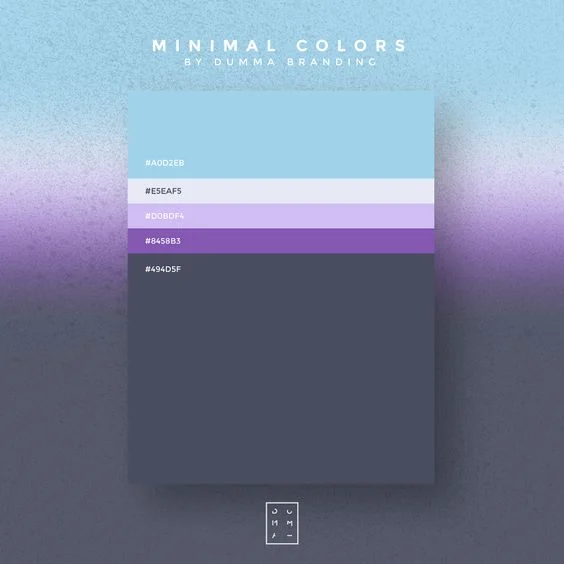 MINIMAL COLORS
BY DUMMA BRANDING
#A0D2EB
#E5EAF5
#D0BDF4
#8458B3
#494D5F